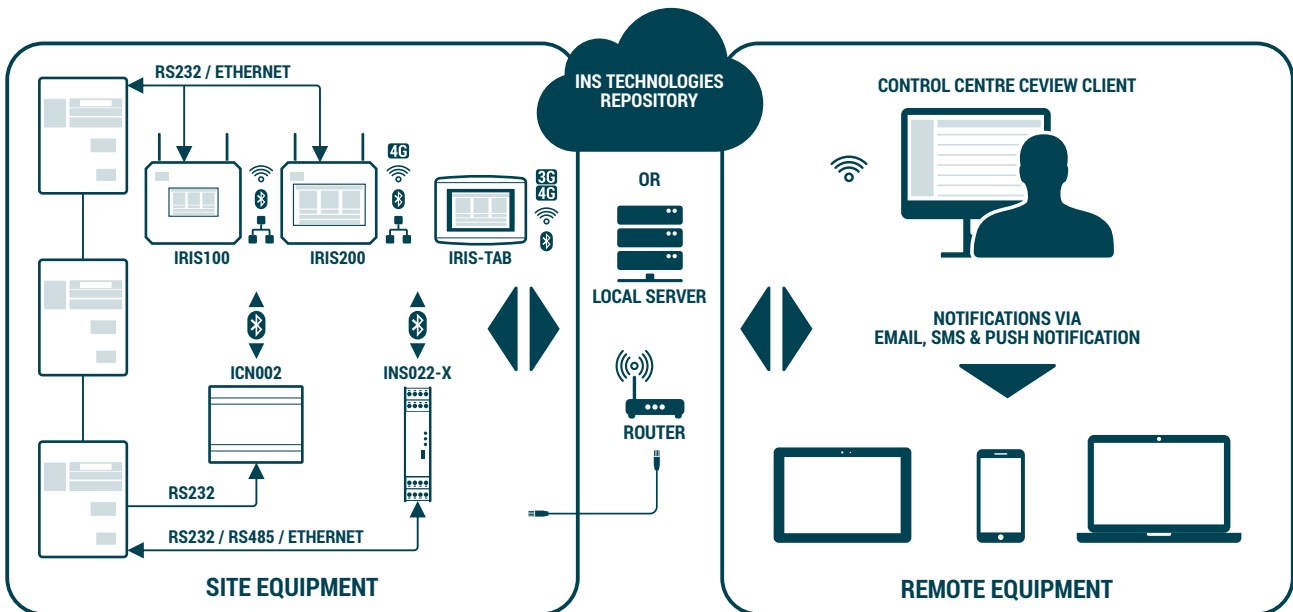 RS232 / ETHERNET
4G
IRIS100
IRIS200
3G
4G
IRIS-TAB
ICN002
INS022-X
RS232
RS232 / RS485 / ETHERNET
SITE EQUIPMENT
INS TECHNOLOGIES
REPOSITORY
OR
LOCAL SERVER
ROUTER
CONTROL CENTRE CEVIEW CLIENT
NOTIFICATIONS VIA
EMAIL, SMS & PUSH NOTIFICATION
REMOTE EQUIPMENT